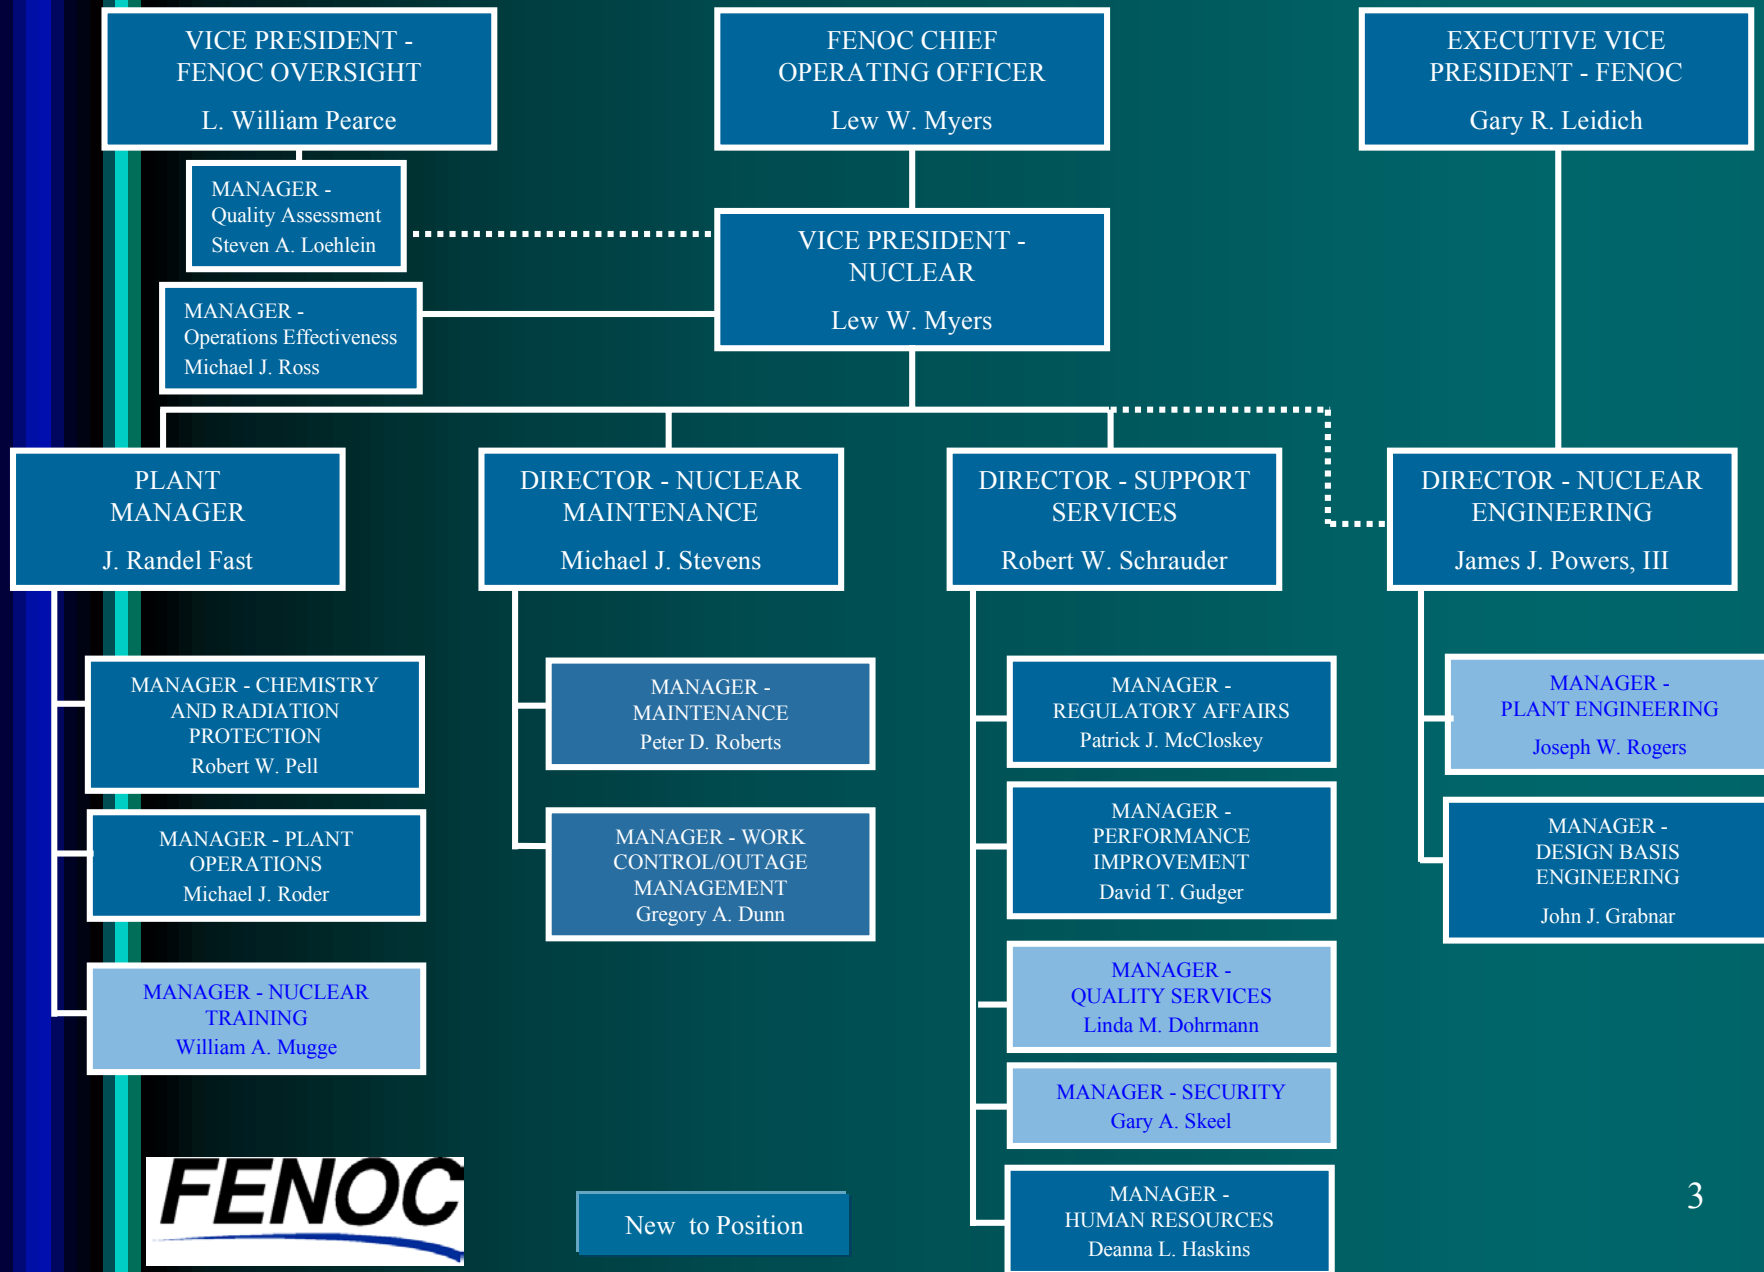 VICE PRESIDENT -
FENOC OVERSIGHT
L. William Pearce
FENOC CHIEF
OPERATING OFFICER
Lew W. Myers
EXECUTIVE VICE
PRESIDENT - FENOC
Gary R. Leidich
MANAGER -
Quality Assessment
Steven A. Loehlein
VICE PRESIDENT -
NUCLEAR
Lew W. Myers
MANAGER -
Operations Effectiveness
Michael J. Ross
PLANT
MANAGER
J. Randel Fast
DIRECTOR - NUCLEAR
MAINTENANCE
Michael J. Stevens
DIRECTOR - SUPPORT
SERVICES
Robert W. Schrauder
DIRECTOR - NUCLEAR
ENGINEERING
James J. Powers, III
MANAGER - CHEMISTRY
AND RADIATION
PROTECTION
Robert W. Pell
MANAGER - PLANT
OPERATIONS
Michael J. Roder
MANAGER - NUCLEAR
TRAINING
William A. Mugge
MANAGER -
MAINTENANCE
Peter D. Roberts
MANAGER - WORK
CONTROL/OUTAGE
MANAGEMENT
Gregory A. Dunn
MANAGER -
REGULATORY AFFAIRS
Patrick J. McCloskey
MANAGER -
PERFORMANCE
IMPROVEMENT
David T. Gudger
MANAGER -
QUALITY SERVICES
Linda M. Dohrmann
MANAGER - SECURITY
Gary A. Skeel
MANAGER -
HUMAN RESOURCES
Deanna L. Haskins
MANAGER -
PLANT ENGINEERING
Joseph W. Rogers
MANAGER -
DESIGN BASIS
ENGINEERING
John J. Grabnar
FENOC
New to Position
3